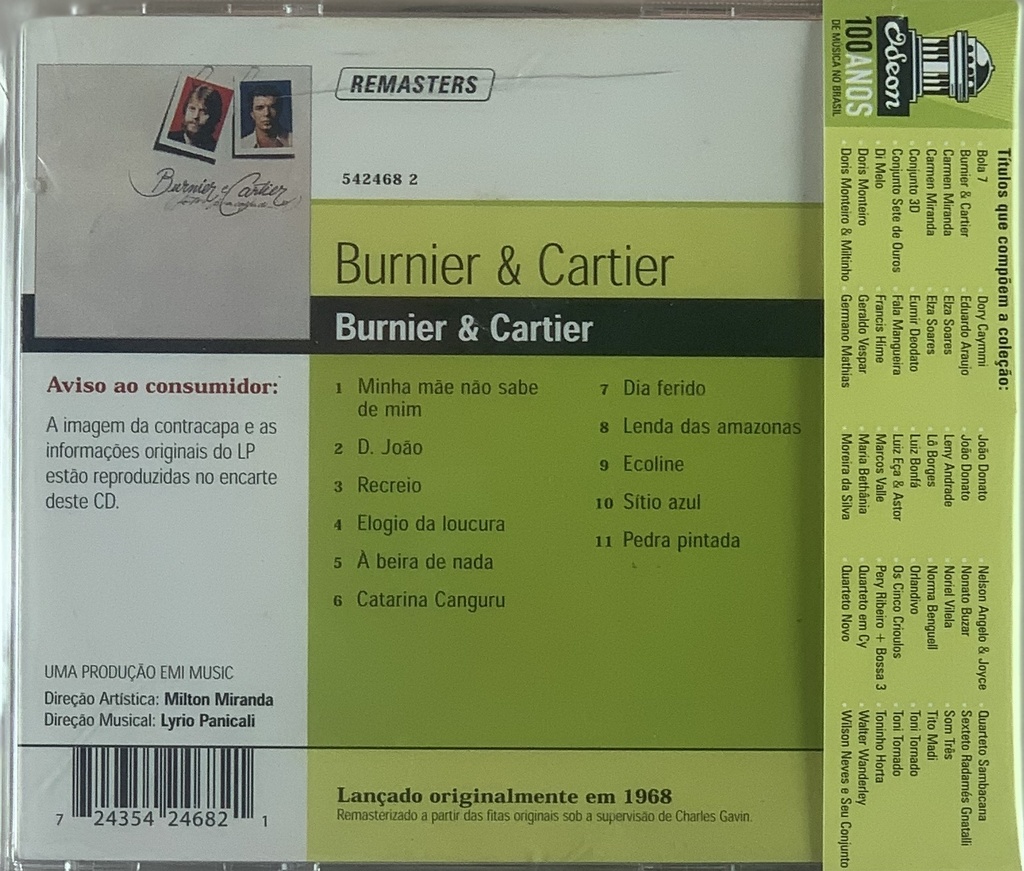 Burnier e Cartier
REMASTERS
542468 2
Burnier & Cartier
Burnier & Cartier
Aviso ao consumidor:
A imagem da contracapa e as
informações originais do LP
estão reproduzidas no encarte
deste CD.
1 Minha mãe não sabe
de mim
2 D. João
3 Recreio
4 Elogio da loucura
5 À beira de nada
6 Catarina Canguru
7 Dia ferido
8 Lenda das amazonas
9 Ecoline
10 Sítio azul
11 Pedra pintada
UMA PRODUÇÃO EMI MUSIC
Direção Artística: Milton Miranda
Direção Musical: Lyrio Panicali
7 24354 24682 1
Lançado originalmente em 1968
Remasterizado a partir das fitas originais sob a supervisão de Charles Gavin.
Odeon
100 ANOS
DE MÚSICA NO BRASIL
Títulos que compõem a coleção:
Bola 7
Burnier & Cartier
Carmen Miranda
Carmen Miranda
Conjunto 3D
Conjunto Sete de Ouros
Di Melo
Doris Monteiro
Doris Monteiro & Miltinho
Dory Caymmi
Eduardo Araujo
Elza Soares
Elza Soares
Eumir Deodato
Fala Mangueira
Francis Hime
Geraldo Vespar
Germano Mathias
João Donato
João Donato
Leny Andrade
Lô Borges
Luiz Bonfá
Luiz Eça & Astor
Marcos Valle
Maria Bethânia
Moreira da Silva
Nelson Angelo & Joyce
Nonato Buzar
Noriel Vilela
Norma Benguell
Orlandivo
Os Cinco Crioulos
Pery Ribeiro + Bossa 3
Quarteto em Cy
Quarteto Novo
Quarteto Sambacana
Sexteto Radamés Gnatalli
Som Três
Tito Madi
Toni Tornado
Toni Tornado
Toninho Horta
Walter Wanderley
Wilson Neves e Seu Conjunto